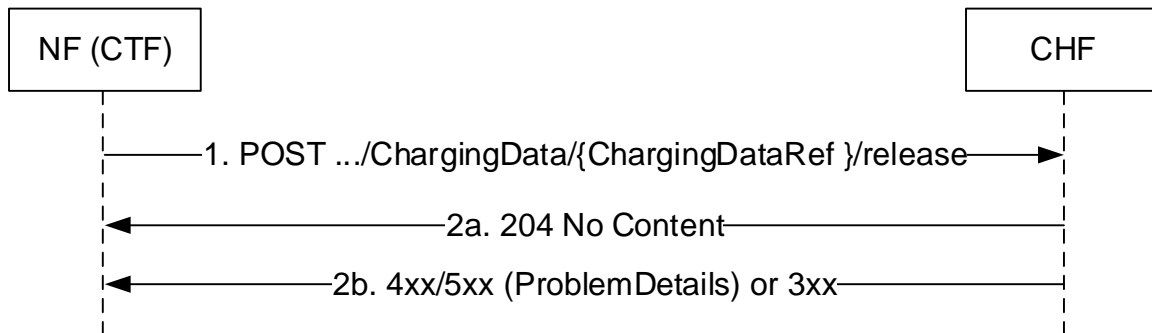 NF (CTF)
CHF
1. POST .../ChargingData/{ChargingDataRef }/release
2a. 204 No Content
2b. 4xx/5xx (ProblemDetails) or 3xx